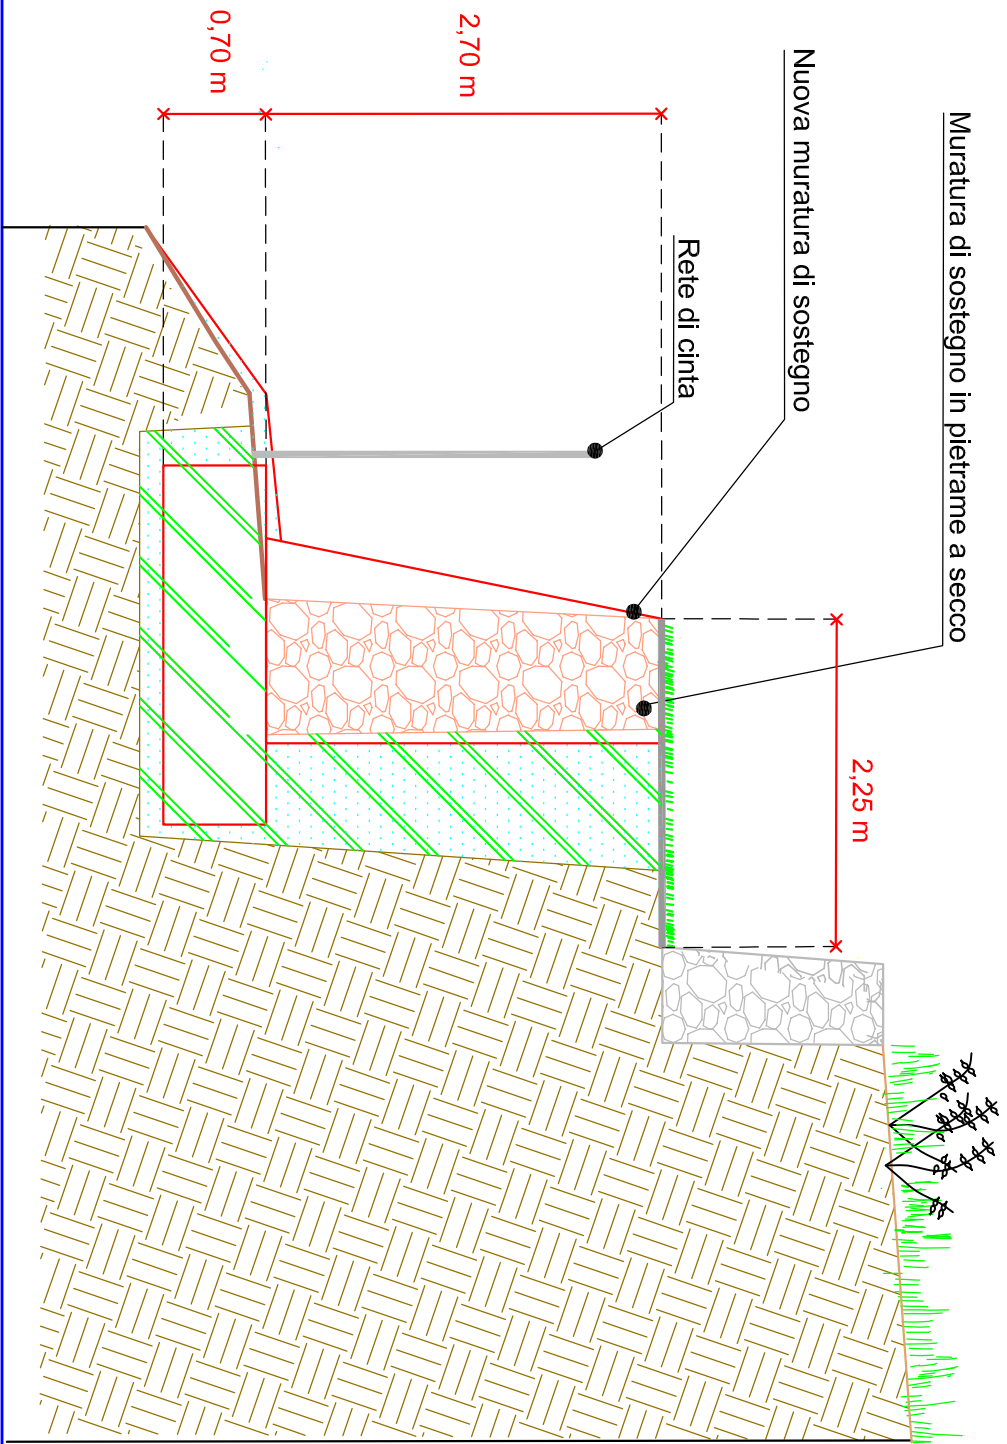 Muratura di sostegno in pietrame a secco
Nuova muratura di sostegno
Rete di cinta
2,25 m
2,70 m
0,70 m